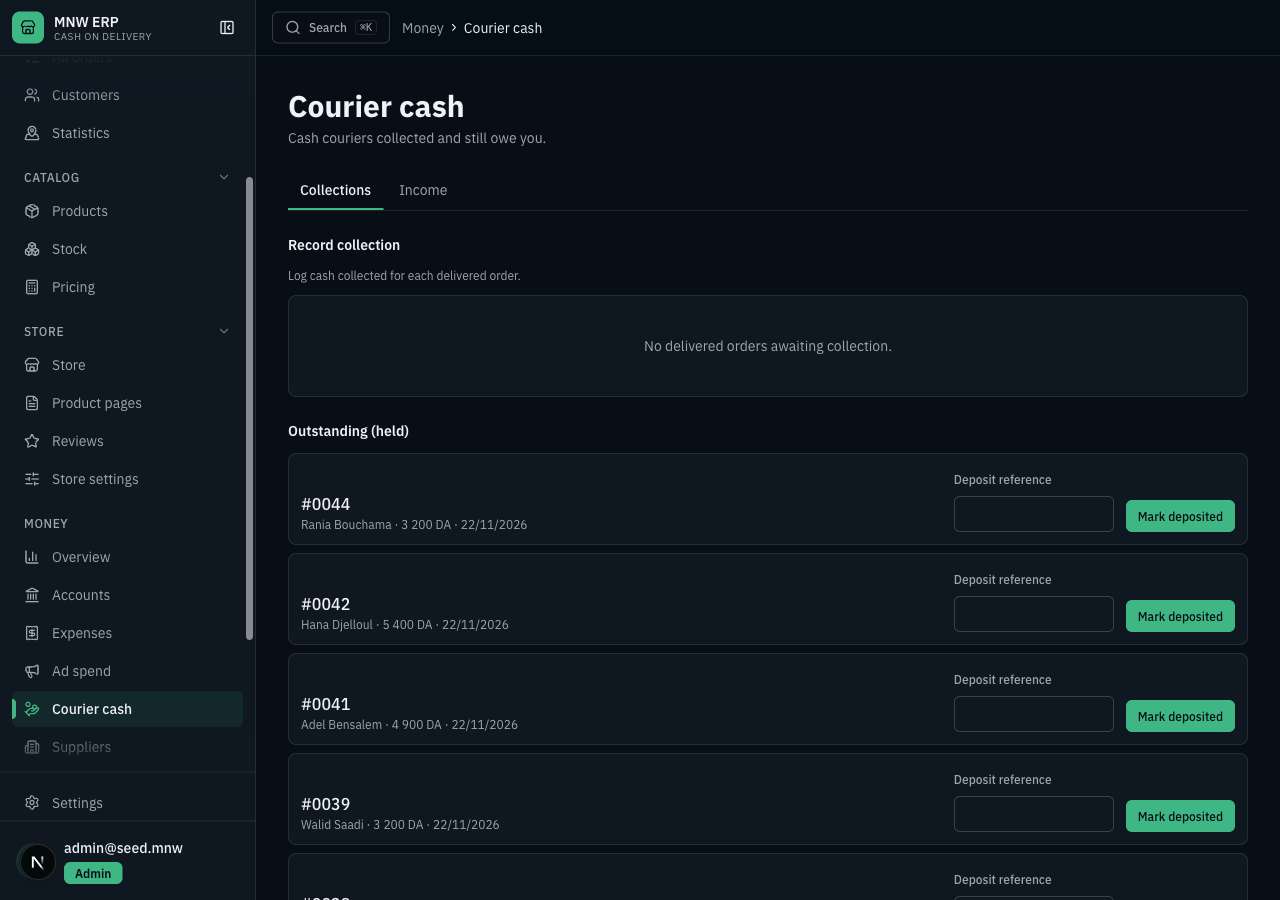 MNW ERP
CASH ON DELIVERY
Search ⌘K
Money > Courier cash
Customers
Statistics
CATALOG
Products
Stock
Pricing
STORE
Store
Product pages
Reviews
Store settings
MONEY
Overview
Accounts
Expenses
Ad spend
Courier cash
Suppliers
Settings
N
admin@seed.mnw
Admin
Courier cash
Cash couriers collected and still owe you.
Collections Income
Record collection
Log cash collected for each delivered order.
No delivered orders awaiting collection.
Outstanding (held)
#0044
Rania Bouchama · 3 200 DA · 22/11/2026
Deposit reference
Mark deposited
#0042
Hana Djelloul · 5 400 DA · 22/11/2026
Deposit reference
Mark deposited
#0041
Adel Bensalem · 4 900 DA · 22/11/2026
Deposit reference
Mark deposited
#0039
Walid Saadi · 3 200 DA · 22/11/2026
Deposit reference
Mark deposited
Deposit reference